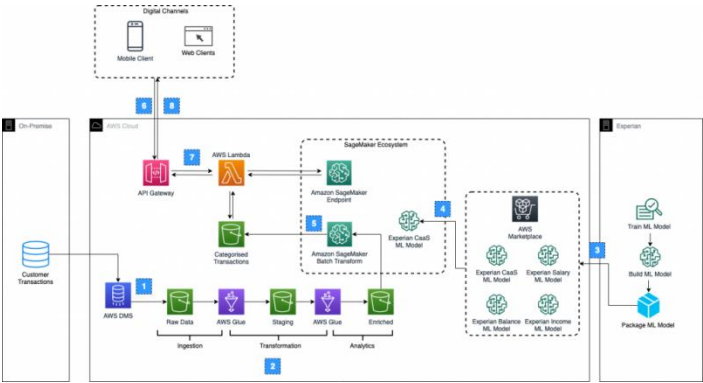 Digital Channels
Mobile Client
Web Clients
6
8
On-Premise
AWS Cloud
Experian
7
AWS Lambda
API Gateway
SageMaker Ecosystem
Amazon SageMaker
Endpoint
4
AWS
Marketplace
Train ML Model
5
Experian CaaS
ML Model
Categorised
Transactions
Amazon SageMaker
Batch Transform
3
Build ML Model
Experian CaaS
ML Model
Experian Salary
ML Model
Customer
Transactions
1
AWS DMS
Raw Data
AWS Glue
Staging
AWS Glue
Enriched
Experian Balance
ML Model
Experian Income
ML Model
Package ML Model
Ingestion
Transformation
Analytics
2